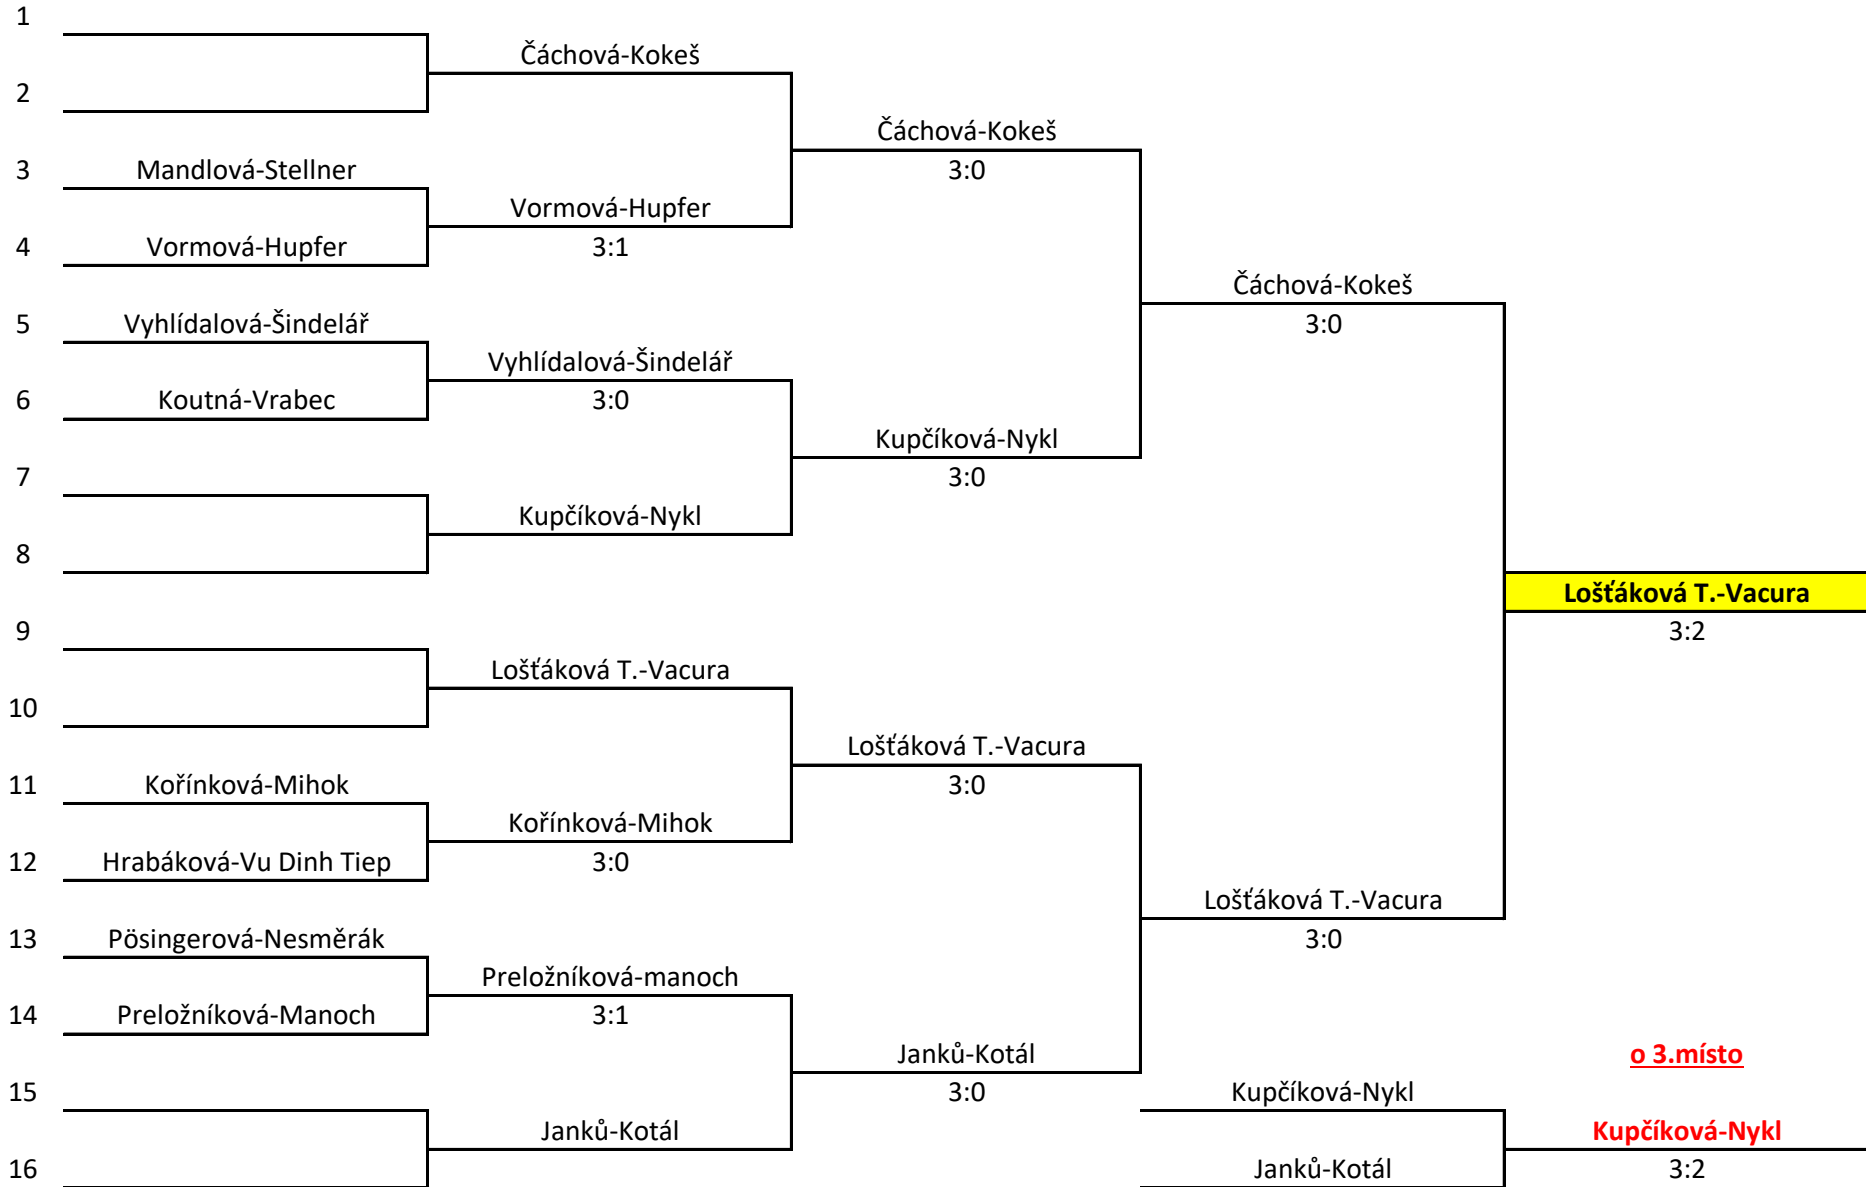 1
Čáchová-Kokeš
2
Čáchová-Kokeš
3 Mandlová-Stellner 3:0
Vormová-Hupfer
4 Vormová-Hupfer 3:1
Čáchová-Kokeš
5 Vyhlídalová-Šindelář 3:0
Vyhlídalová-Šindelář
6 Koutná-Vrabec 3:0
Kupčíková-Nykl
7 3:0
Kupčíková-Nykl
8
Lošťáková T.-Vacura
9 3:2
Lošťáková T.-Vacura
10
Lošťáková T.-Vacura
11 Kořínková-Mihok 3:0
Kořínková-Mihok
12 Hrabáková-Vu Dinh Tiep 3:0
Lošťáková T.-Vacura
13 Pösingerová-Nesměrák 3:0
Preložníková-manoch
14 Preložníková-Manoch 3:1
Janků-Kotál o 3.místo
15 3:0 Kupčíková-Nykl
Janků-Kotál Kupčíková-Nykl
16 Janků-Kotál 3:2